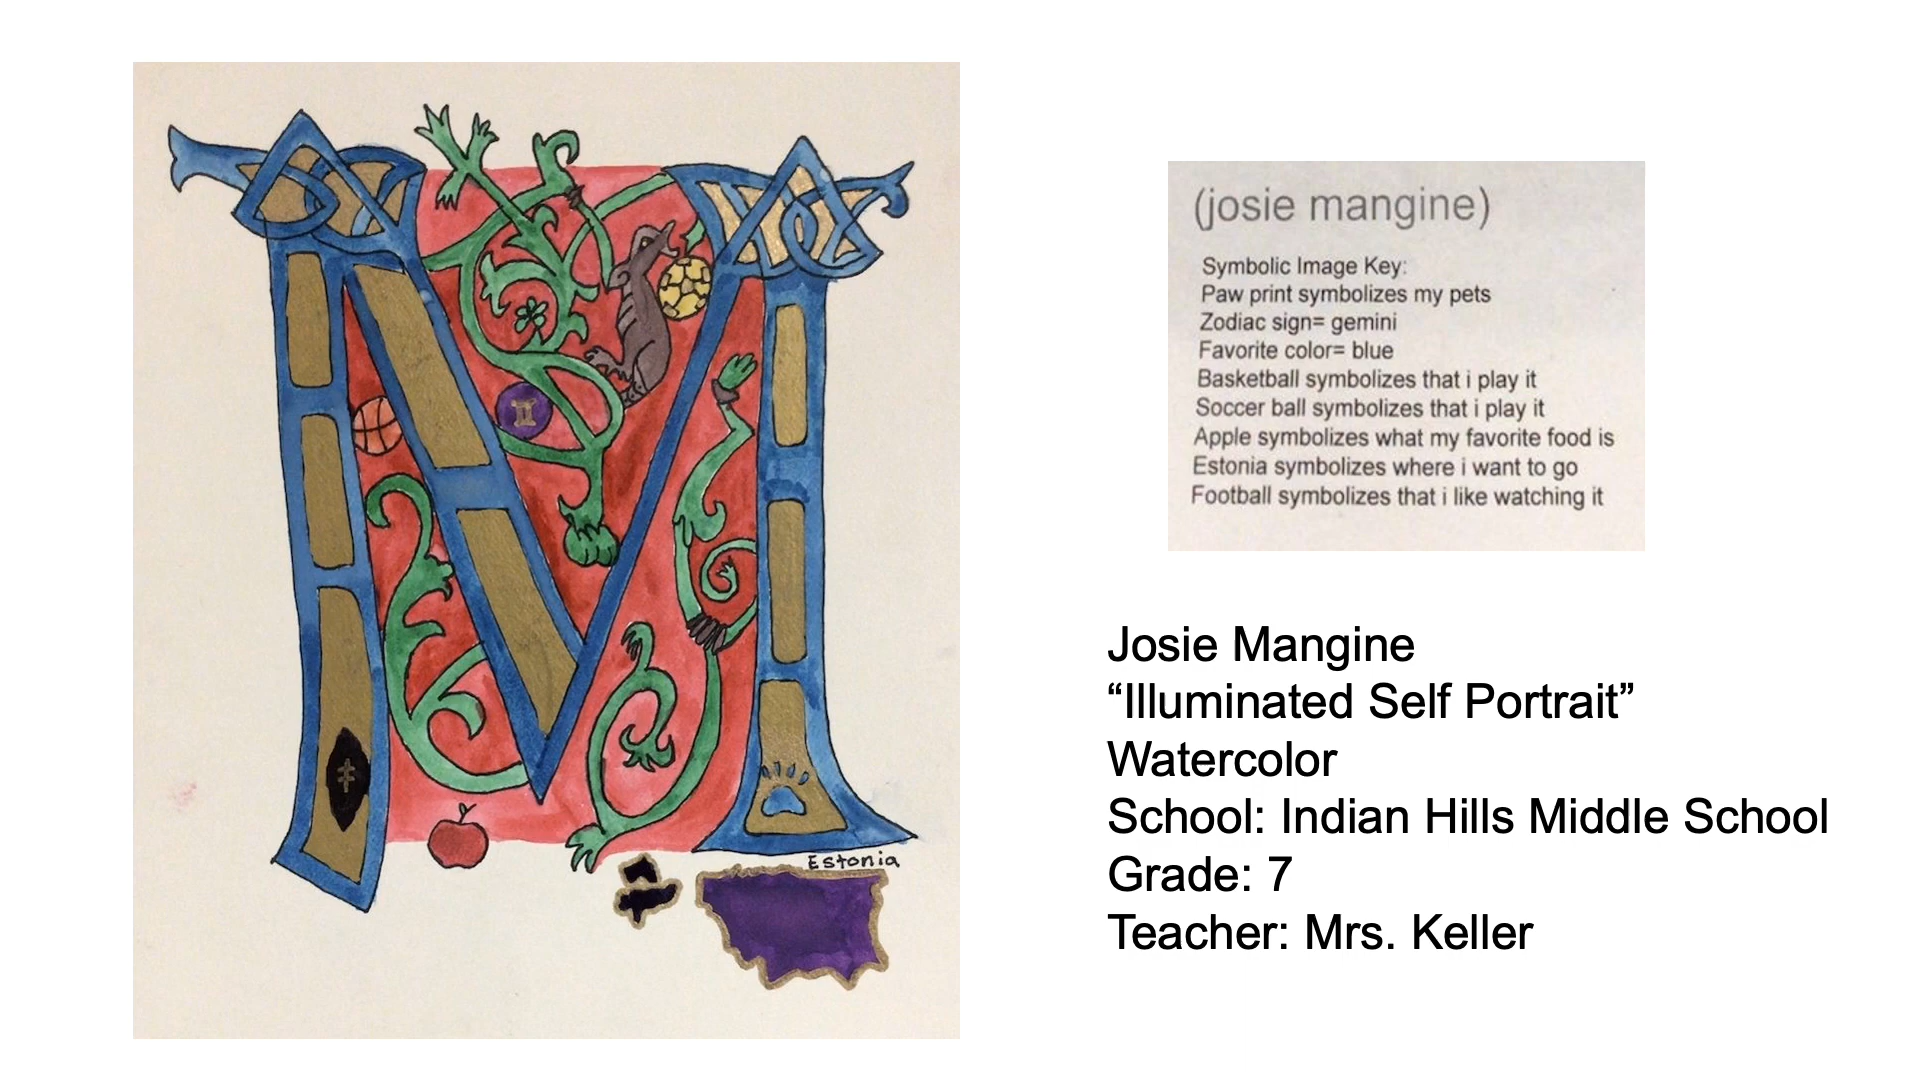 Estonia
(josie mangine)
Symbolic Image Key:
Paw print symbolizes my pets
Zodiac sign= gemini
Favorite color= blue
Basketball symbolizes that i play it
Soccer ball symbolizes that i play it
Apple symbolizes what my favorite food is
Estonia symbolizes where i want to go
Football symbolizes that i like watching it
Josie Mangine
“Illuminated Self Portrait”
Watercolor
School: Indian Hills Middle School
Grade: 7
Teacher: Mrs. Keller